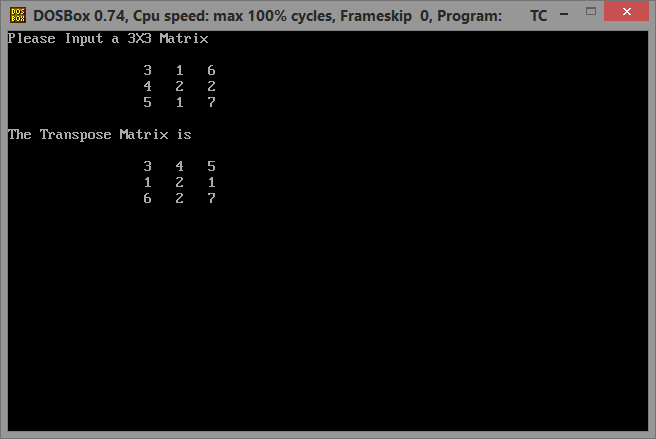 DOS
BOX
DOSBox 0.74, Cpu speed: max 100% cycles, Frameskip  0, Program:       TC
Please Input a 3X3 Matrix
3   1   6
4   2   2
5   1   7
The Transpose Matrix is
3   4   5
1   2   1
6   2   7